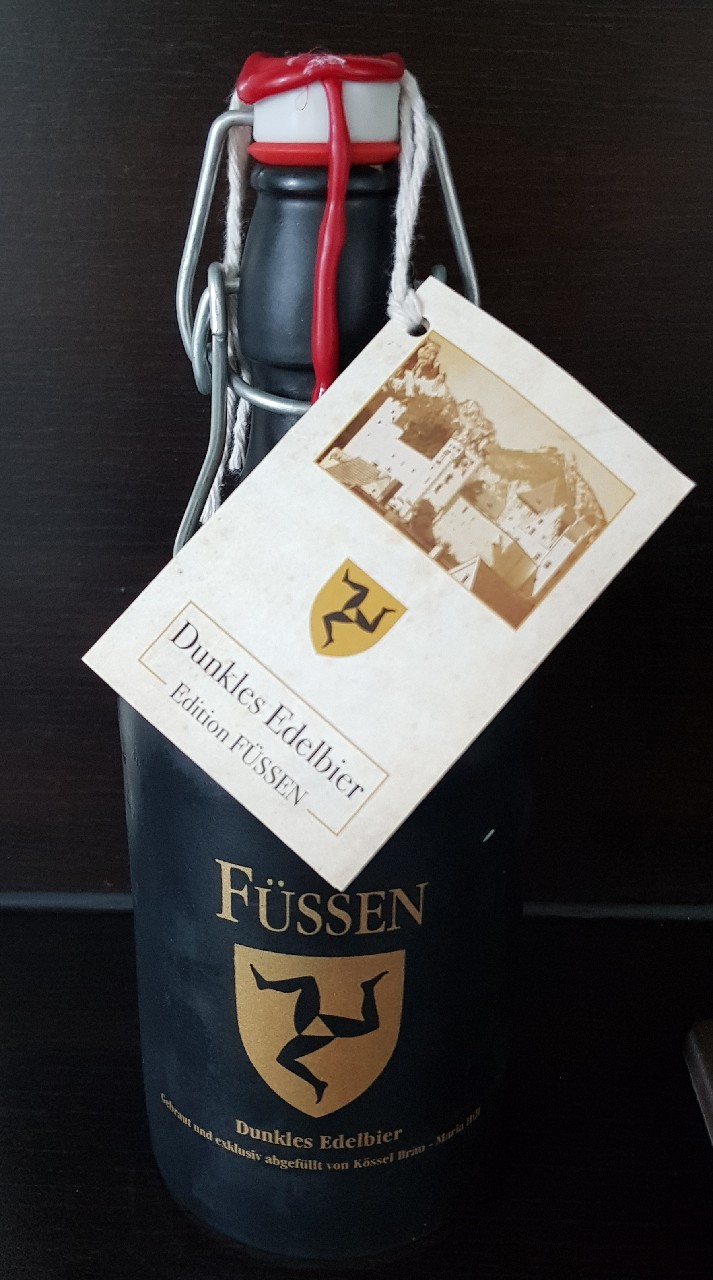 Dunkles Edelbier
Edition FÜSSEN
FÜSSEN
Dunkles Edelbier
Gebraut und exklusiv abgefüllt von Kössel Bräu - Maria Hilf